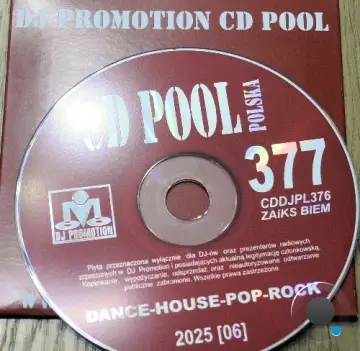 DJ PROMOTION CD POOL
CD POOL
POLSKA
377
CDDJPL376
ZAiKS BIEM
DJ PROMOTION
Płyta przeznaczona wyłącznie dla DJ-ów oraz prezenterów radiowych
zrzeszonych w DJ Promotion i posiadających aktualną legitymację członkowską.
Kopiowanie, Wypożyczanie, odsprzedaż oraz nieautoryzowane odtwarzanie
publiczne zabronione. Wszelkie prawa zastrzeżone.
DANCE-HOUSE-POP-ROCK
2025 [06]